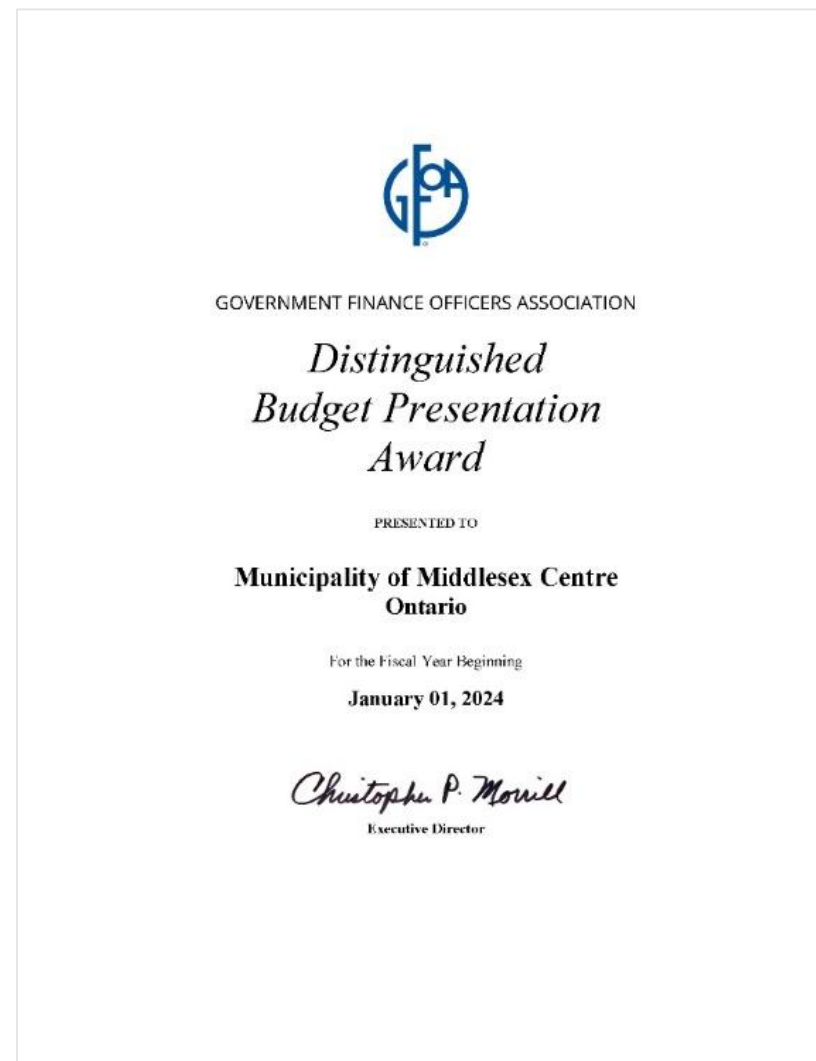 GFOA
GOVERNMENT FINANCE OFFICERS ASSOCIATION
Distinguished
Budget Presentation
Award
PRESENTED TO
Municipality of Middlesex Centre
Ontario
For the Fiscal Year Beginning
January 01, 2024
Christopher P. Morrill
Executive Director